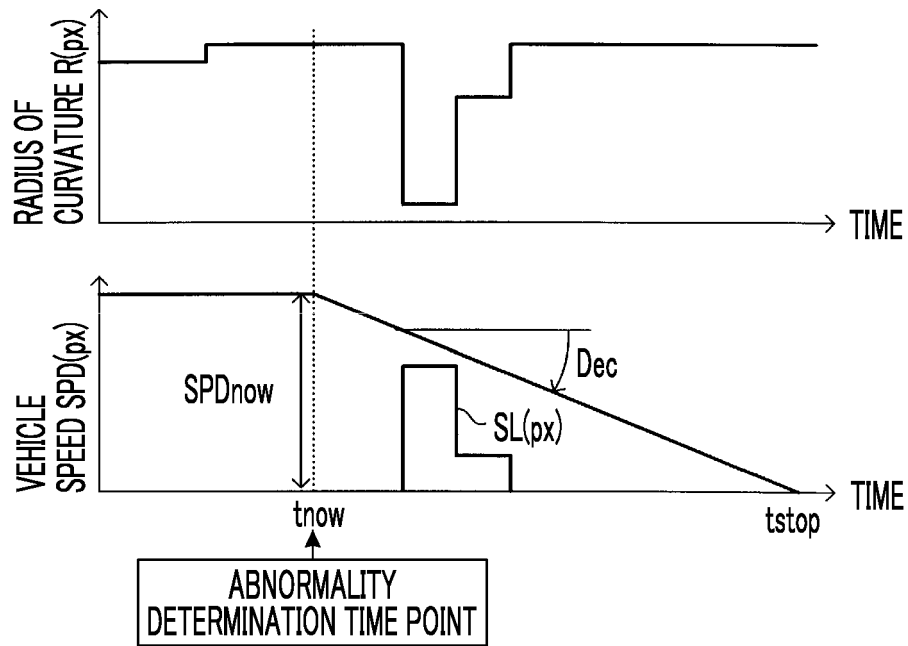 RADIUS OF
CURVATURE R(px)
TIME
VEHICLE
SPEED SPD(px)
SPDnow
Dec
SL(px)
TIME
tnow
tstop
ABNORMALITY
DETERMINATION TIME POINT